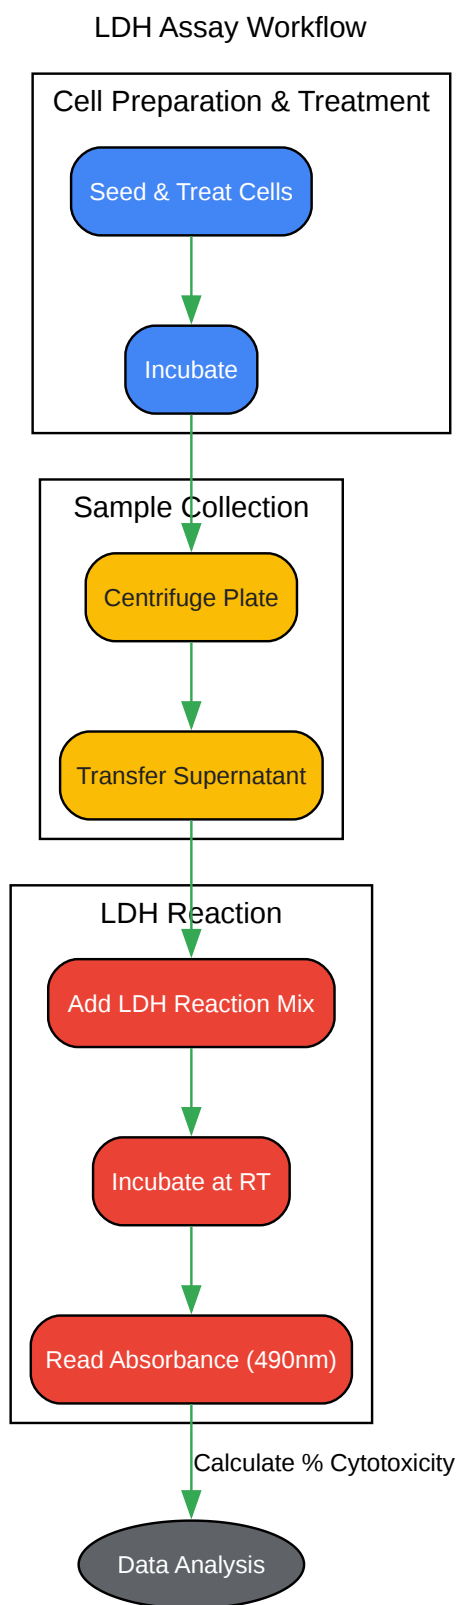 LDH Assay Workflow
Cell Preparation & Treatment
Seed & Treat Cells
Incubate
Sample Collection
Centrifuge Plate
Transfer Supernatant
LDH Reaction
Add LDH Reaction Mix
Incubate at RT
Read Absorbance (490nm)
Calculate % Cytotoxicity
Data Analysis